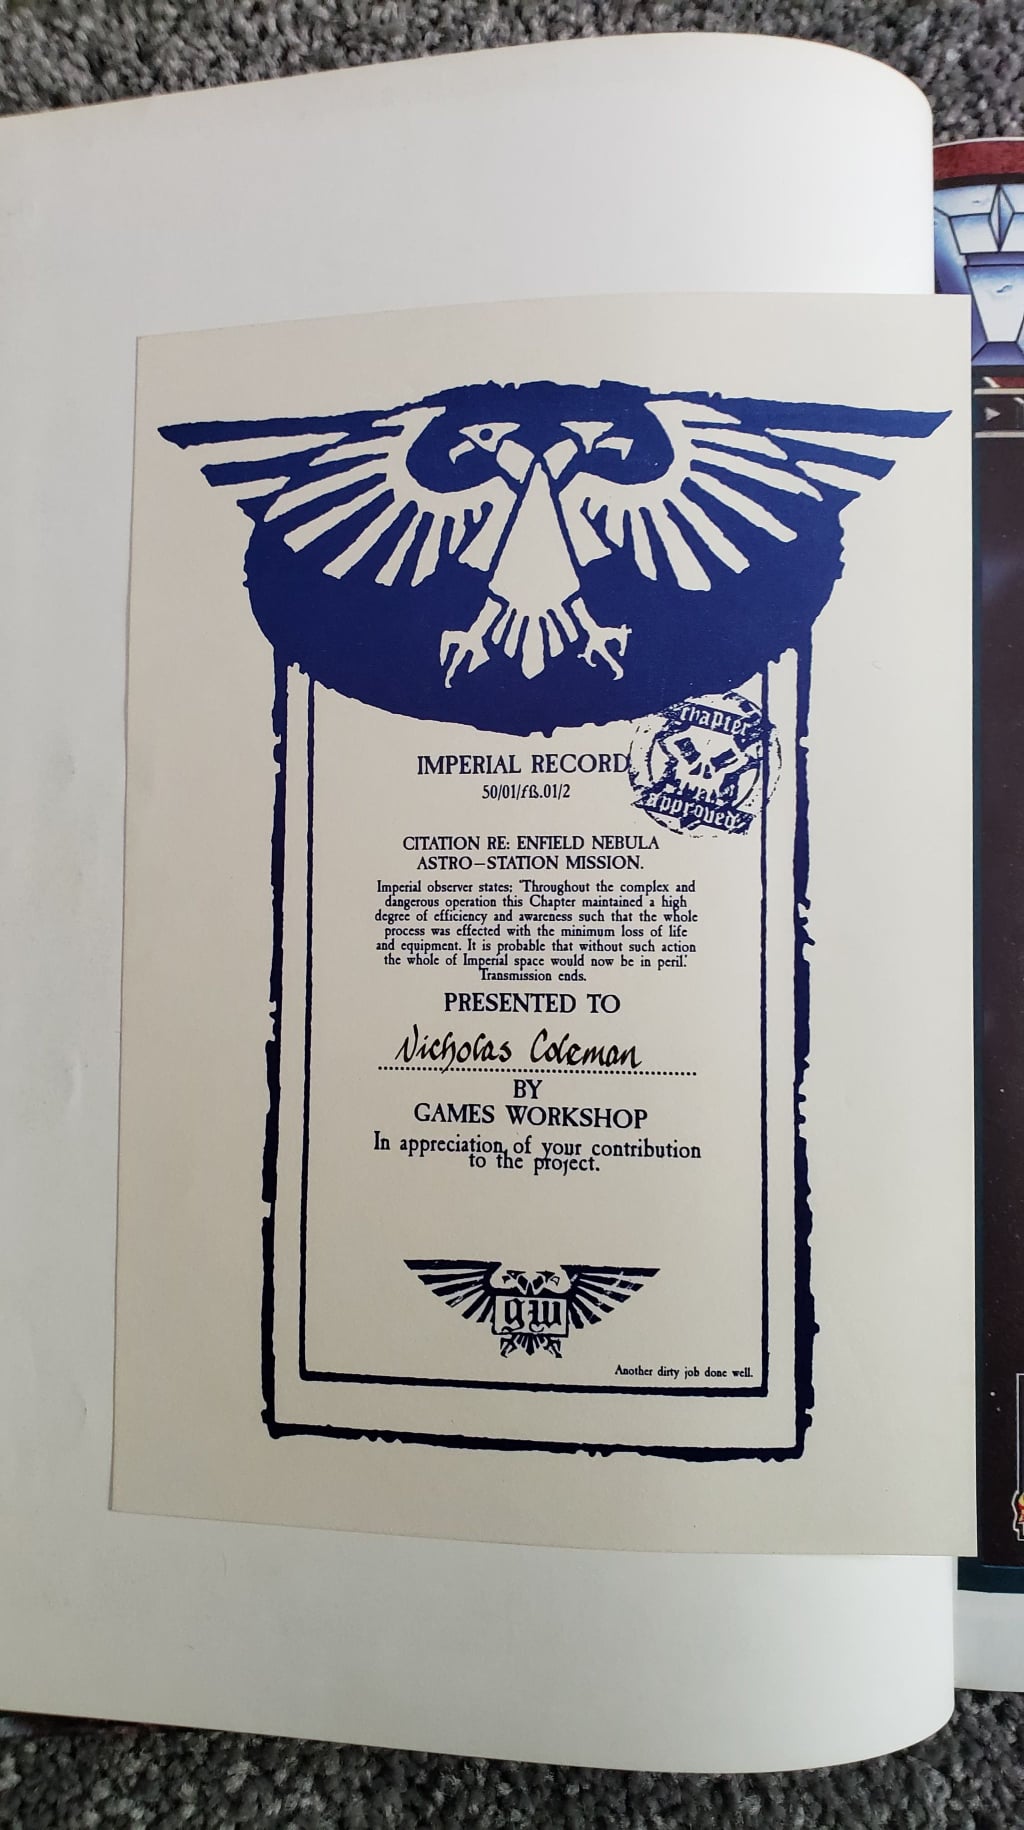 chapter
approved
IMPERIAL RECORD
50/01/fß.01/2
CITATION RE: ENFIELD NEBULA
ASTRO–STATION MISSION.
Imperial observer states; 'Throughout the complex and
dangerous operation this Chapter maintained a high
degree of efficiency and awareness such that the whole
process was effected with the minimum loss of life
and equipment. It is probable that without such action
the whole of Imperial space would now be in peril.'
Transmission ends.
PRESENTED TO
Nicholas Coleman
BY
GAMES WORKSHOP
In appreciation of your contribution
to the project.
gw
Another dirty job done well.